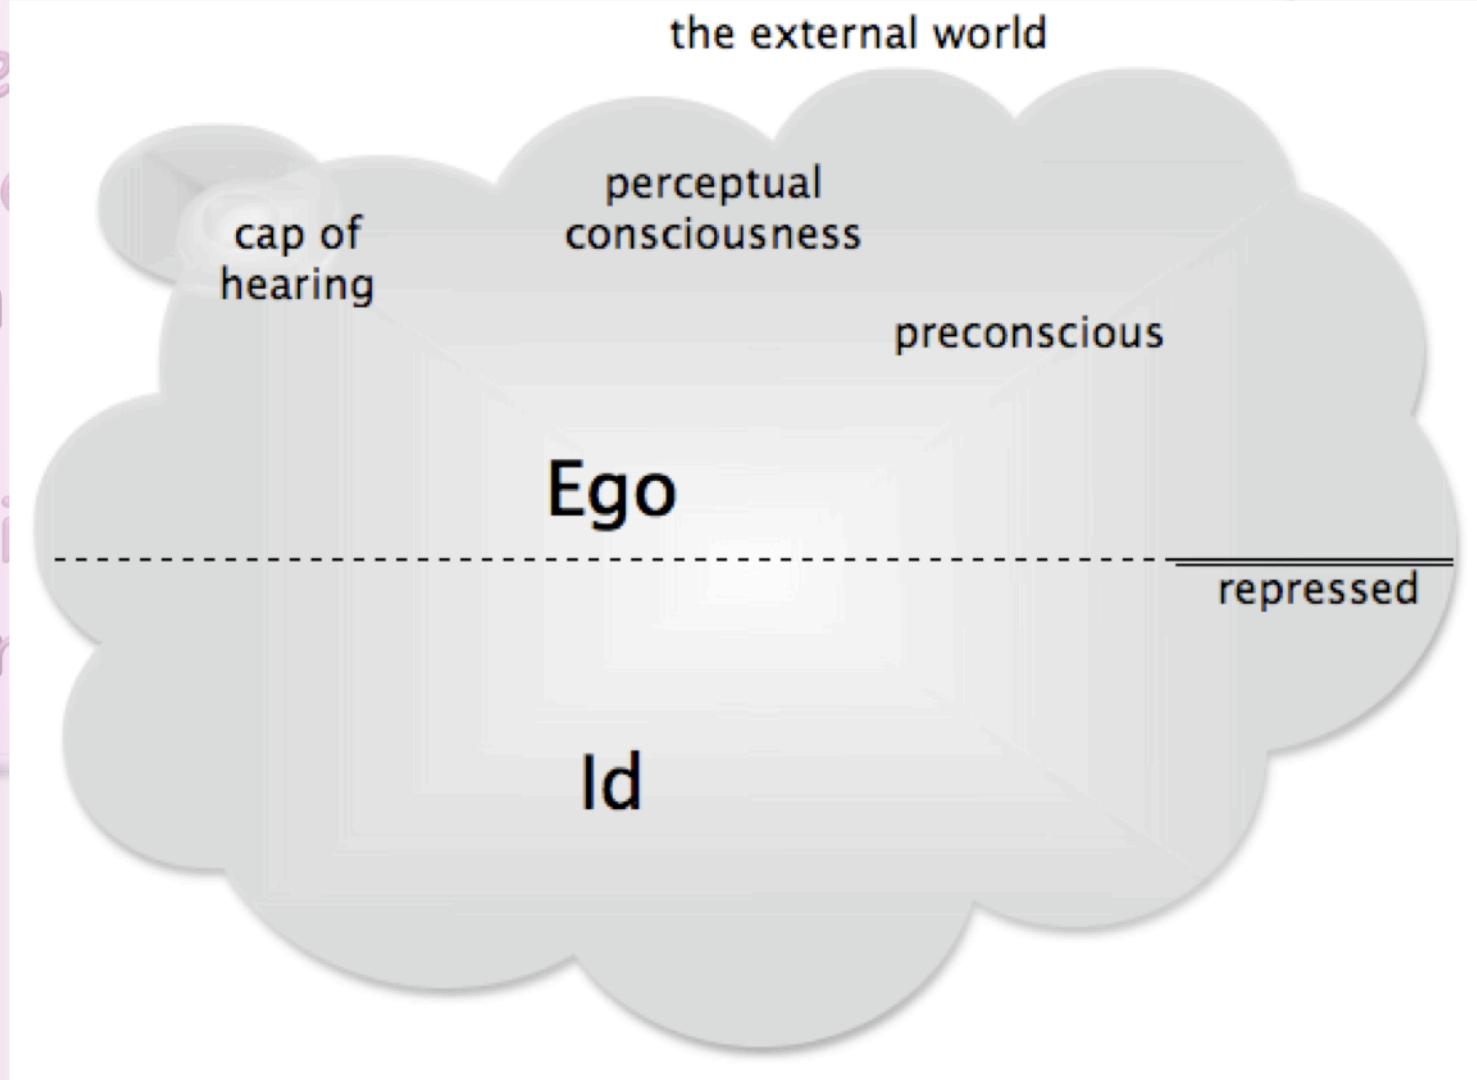 the external world
perceptual
consciousness
cap of
hearing
preconscious
Ego
repressed
Id